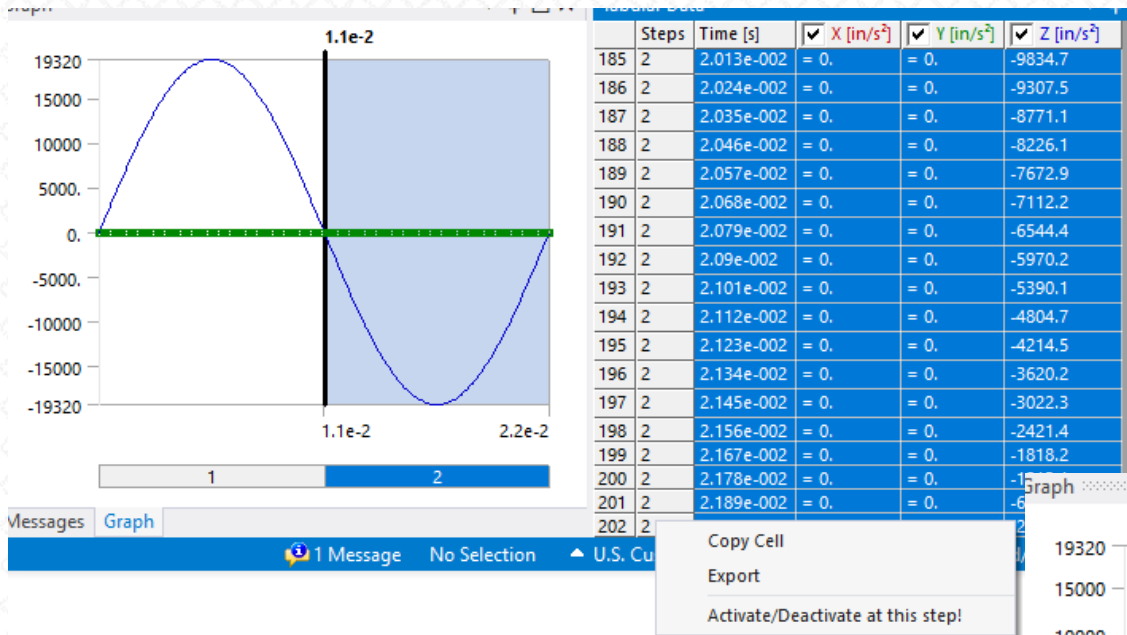 Graph
1.1e-2
19320
15000
10000
5000.
0.
-5000.
-10000
-15000
-19320
1.1e-2 2.2e-2
1 2
Messages Graph
Tabular Data
Steps Time [s] X [in/s²] Y [in/s²] Z [in/s²]
185 2 2.013e-002 = 0. = 0. -9834.7
186 2 2.024e-002 = 0. = 0. -9307.5
187 2 2.035e-002 = 0. = 0. -8771.1
188 2 2.046e-002 = 0. = 0. -8226.1
189 2 2.057e-002 = 0. = 0. -7672.9
190 2 2.068e-002 = 0. = 0. -7112.2
191 2 2.079e-002 = 0. = 0. -6544.4
192 2 2.09e-002 = 0. = 0. -5970.2
193 2 2.101e-002 = 0. = 0. -5390.1
194 2 2.112e-002 = 0. = 0. -4804.7
195 2 2.123e-002 = 0. = 0. -4214.5
196 2 2.134e-002 = 0. = 0. -3620.2
197 2 2.145e-002 = 0. = 0. -3022.3
198 2 2.156e-002 = 0. = 0. -2421.4
199 2 2.167e-002 = 0. = 0. -1818.2
200 2 2.178e-002 = 0. = 0.
201 2 2.189e-002 = 0. = 0.
202 2
1 Message No Selection U.S. Cu
Copy Cell
Export
Activate/Deactivate at this step!
Graph
19320
15000